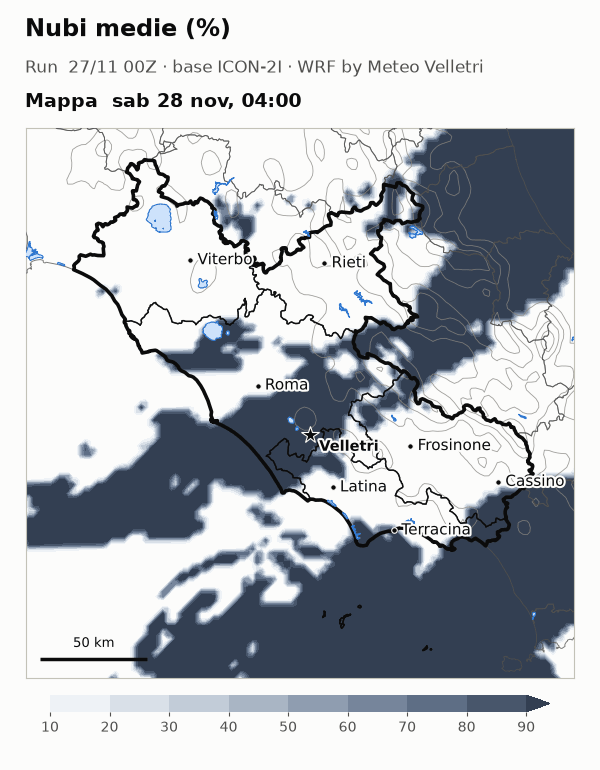 Nubi medie (%)
Run  27/11 00Z · base ICON-2I · WRF by Meteo Velletri
Mappa  sab 28 nov, 04:00
Viterbo
Rieti
Roma
Velletri
Frosinone
Latina
Cassino
Terracina
50 km
10 20 30 40 50 60 70 80 90